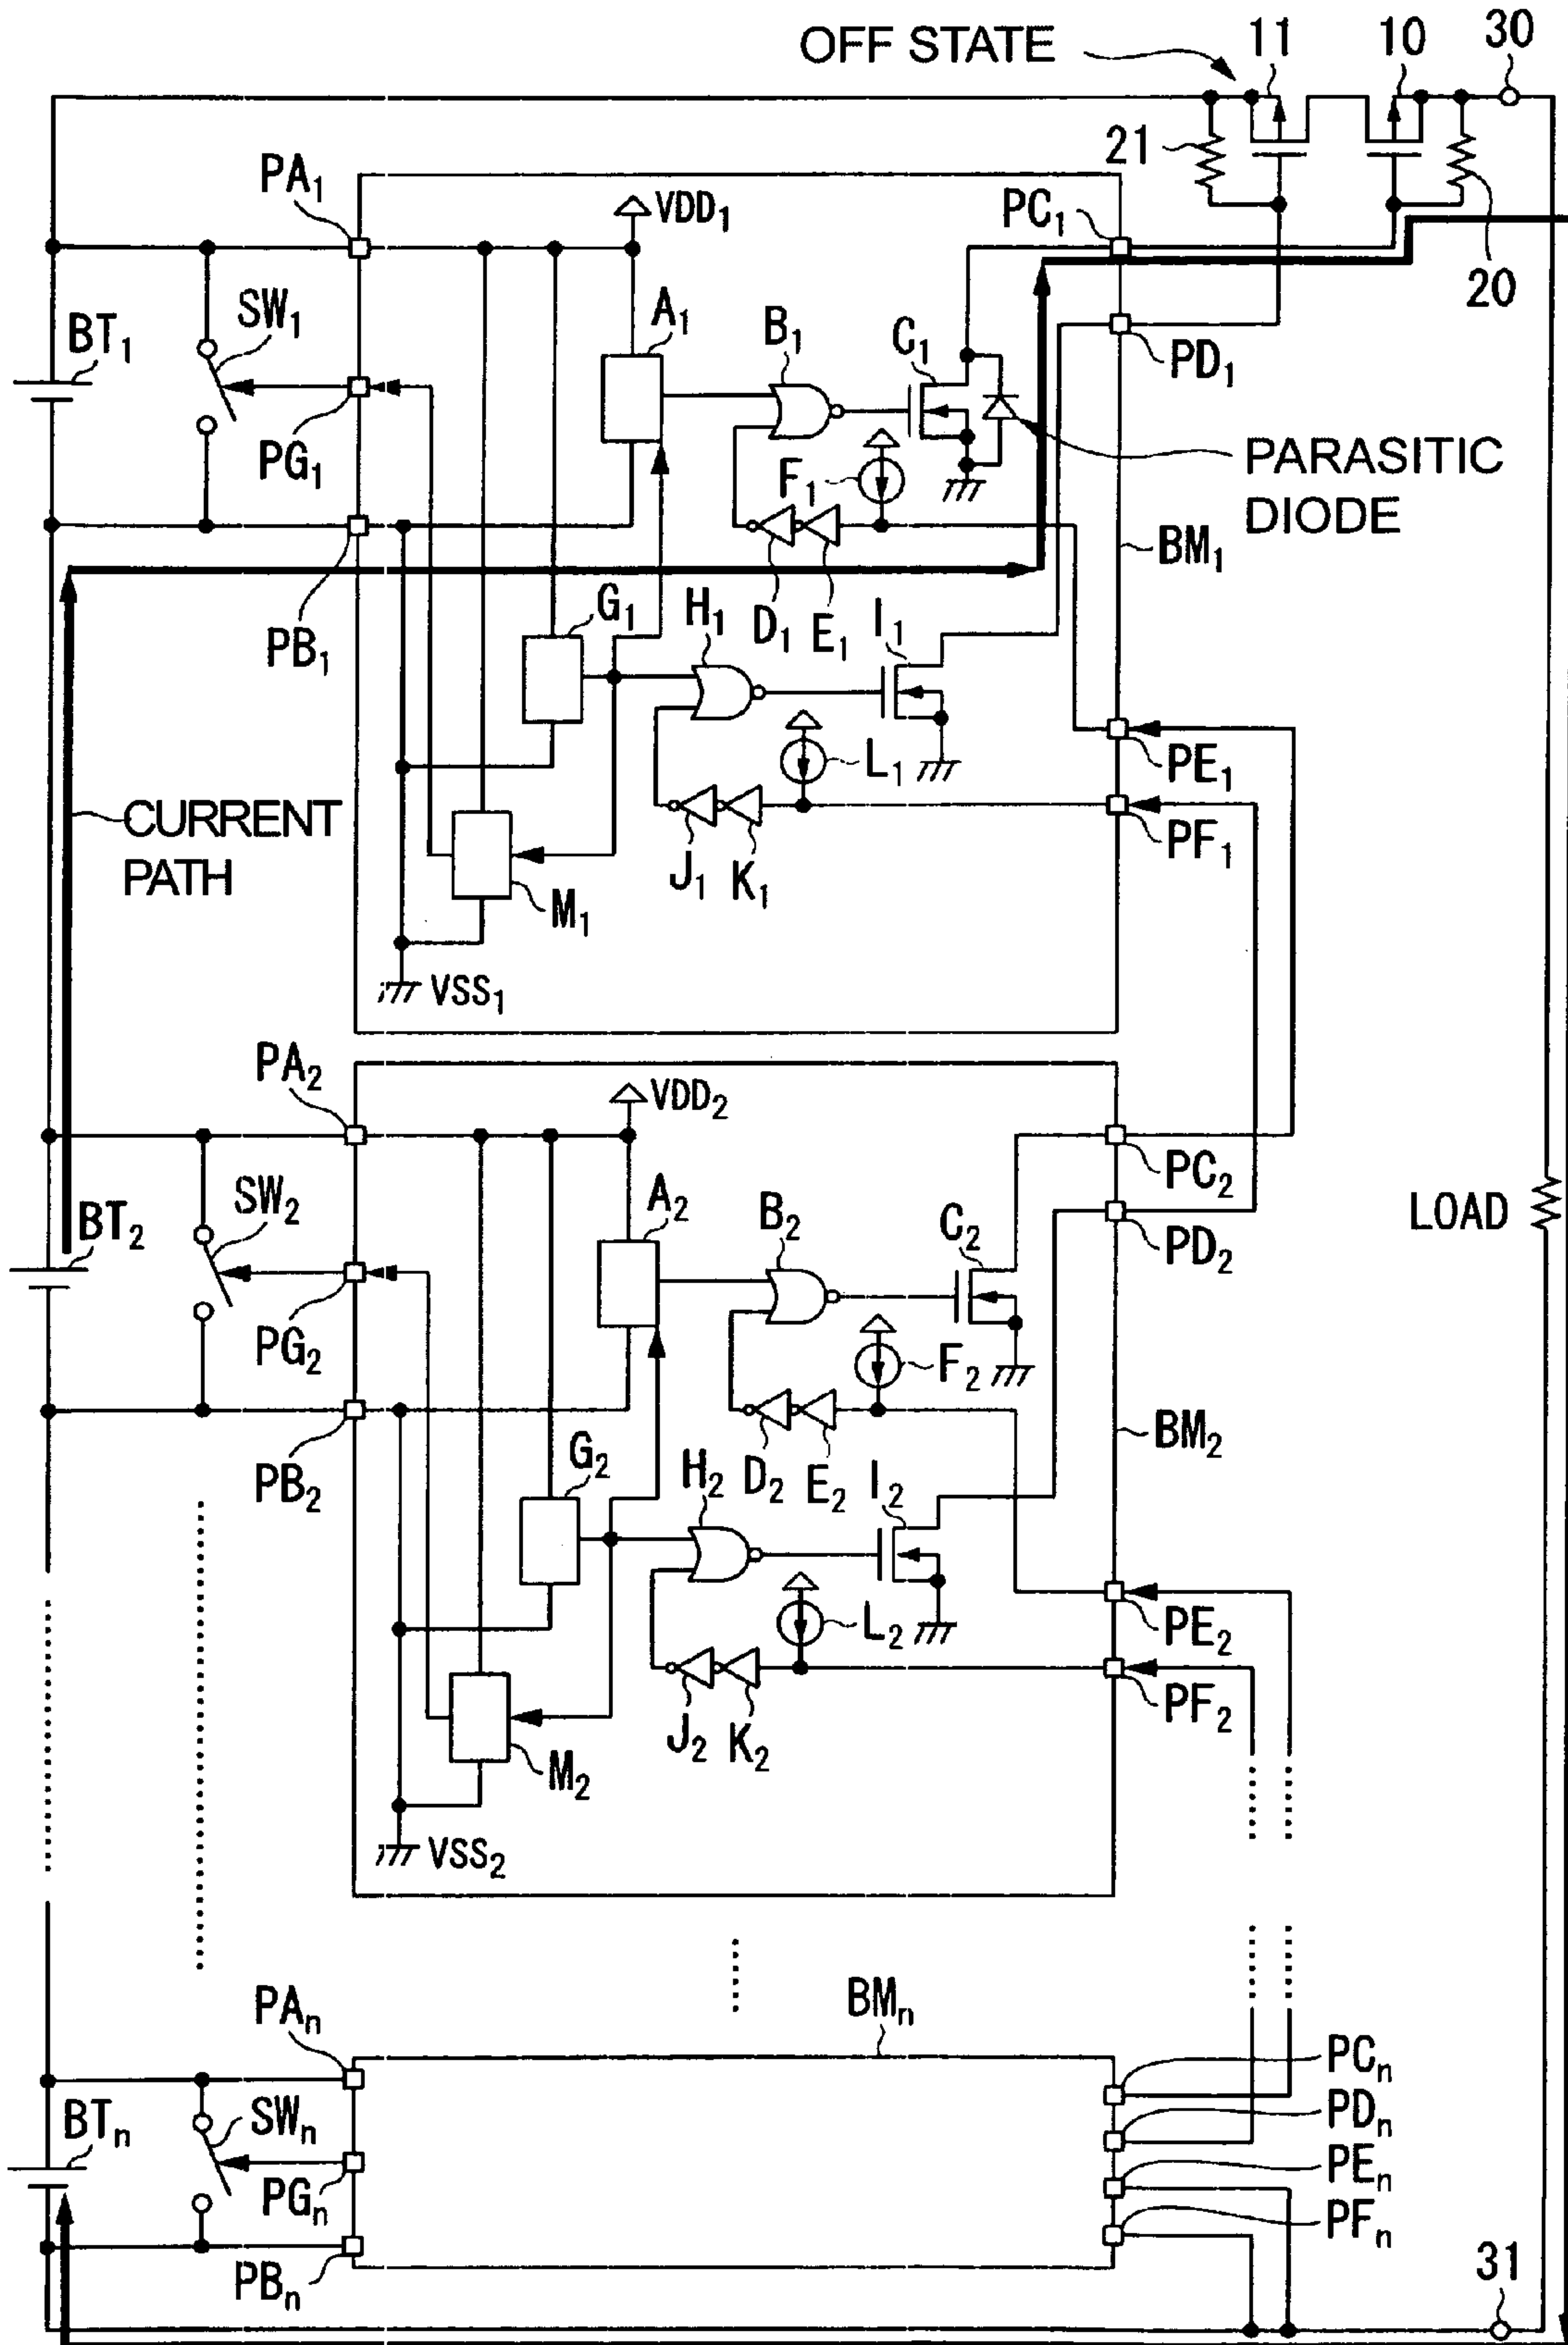 OFF STATE
11
10
30
21
20
PA₁
VDD₁
PC₁
SW₁
A₁
B₁
C₁
PD₁
BT₁
PG₁
F₁
PARASITIC
DIODE
PB₁
D₁
E₁
BM₁
G₁
H₁
I₁
L₁
PE₁
CURRENT
PATH
J₁
K₁
PF₁
M₁
VSS₁
PA₂
VDD₂
PC₂
SW₂
A₂
B₂
C₂
PD₂
LOAD
BT₂
PG₂
F₂
PB₂
D₂
E₂
BM₂
G₂
H₂
I₂
L₂
PE₂
J₂
K₂
PF₂
M₂
VSS₂
PAₙ
BMₙ
PCₙ
BTₙ
SWₙ
PDₙ
PGₙ
PEₙ
PFₙ
PBₙ
31